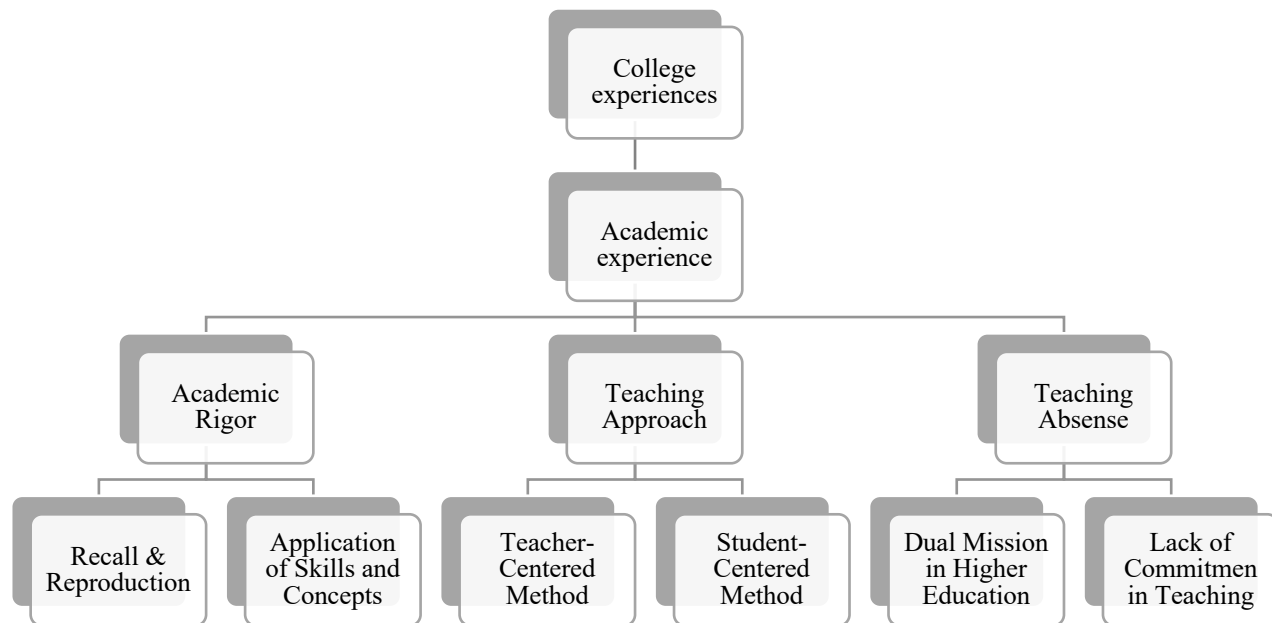 College
experiences
Academic
experience
Academic
Rigor
Teaching
Approach
Teaching
Absense
Recall &
Reproduction
Application
of Skills and
Concepts
Teacher-
Centered
Method
Student-
Centered
Method
Dual Mission
in Higher
Education
Lack of
Commitmen
in Teaching